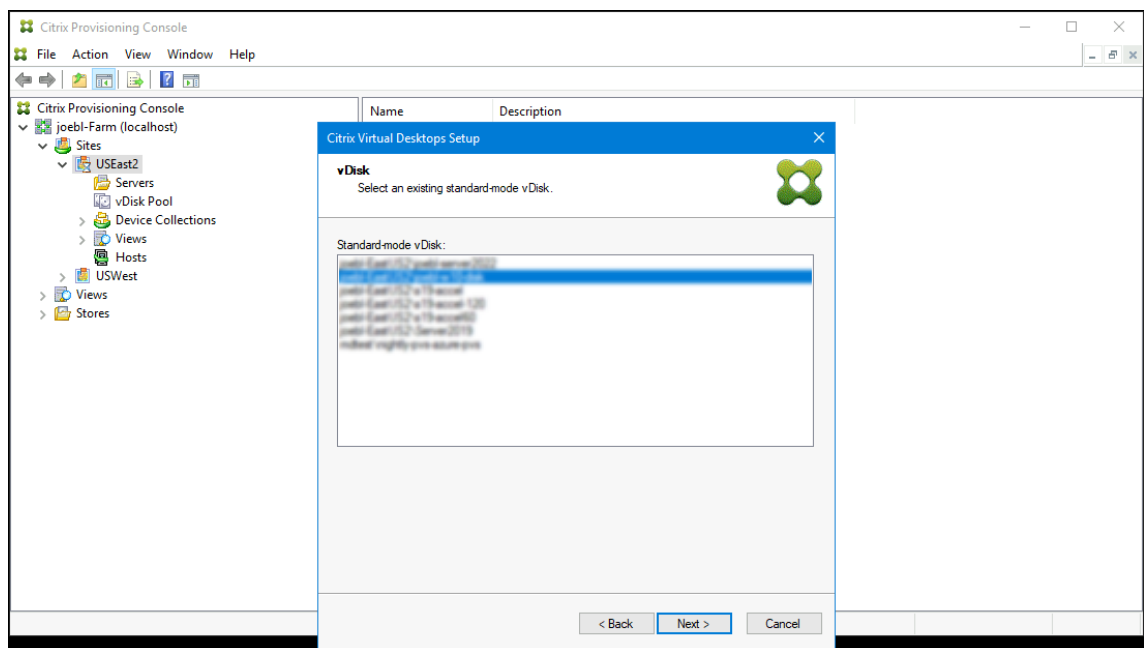 Citrix Provisioning Console
File Action View Window Help
Citrix Provisioning Console
joebl-Farm (localhost)
Sites
USEast2
Servers
vDisk Pool
Device Collections
Views
Hosts
USWest
Views
Stores
Name Description
Citrix Virtual Desktops Setup
vDisk
Select an existing standard-mode vDisk.
Standard-mode vDisk:
< Back Next > Cancel